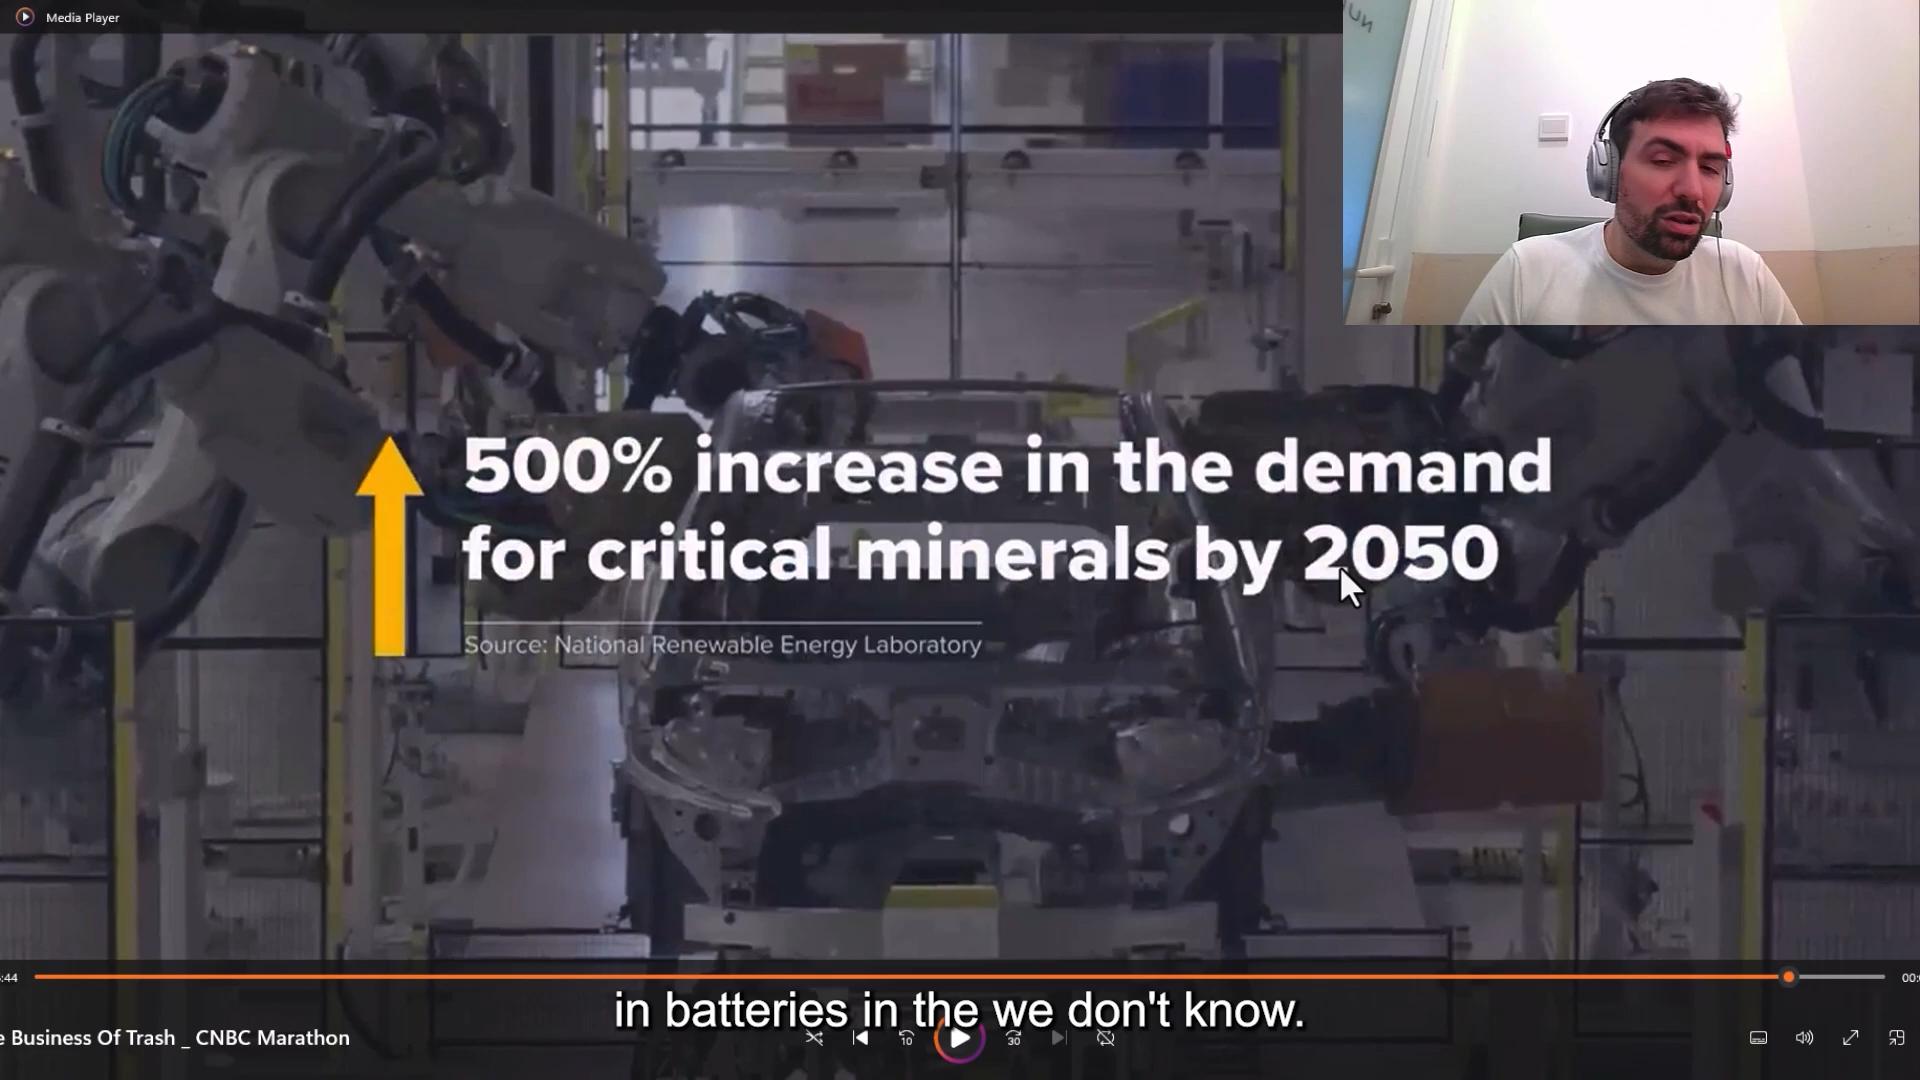 Media Player
500% increase in the demand
for critical minerals by 2050
Source: National Renewable Energy Laboratory
:44
00:
in batteries in the we don't know.
Business Of Trash _ CNBC Marathon
10
30